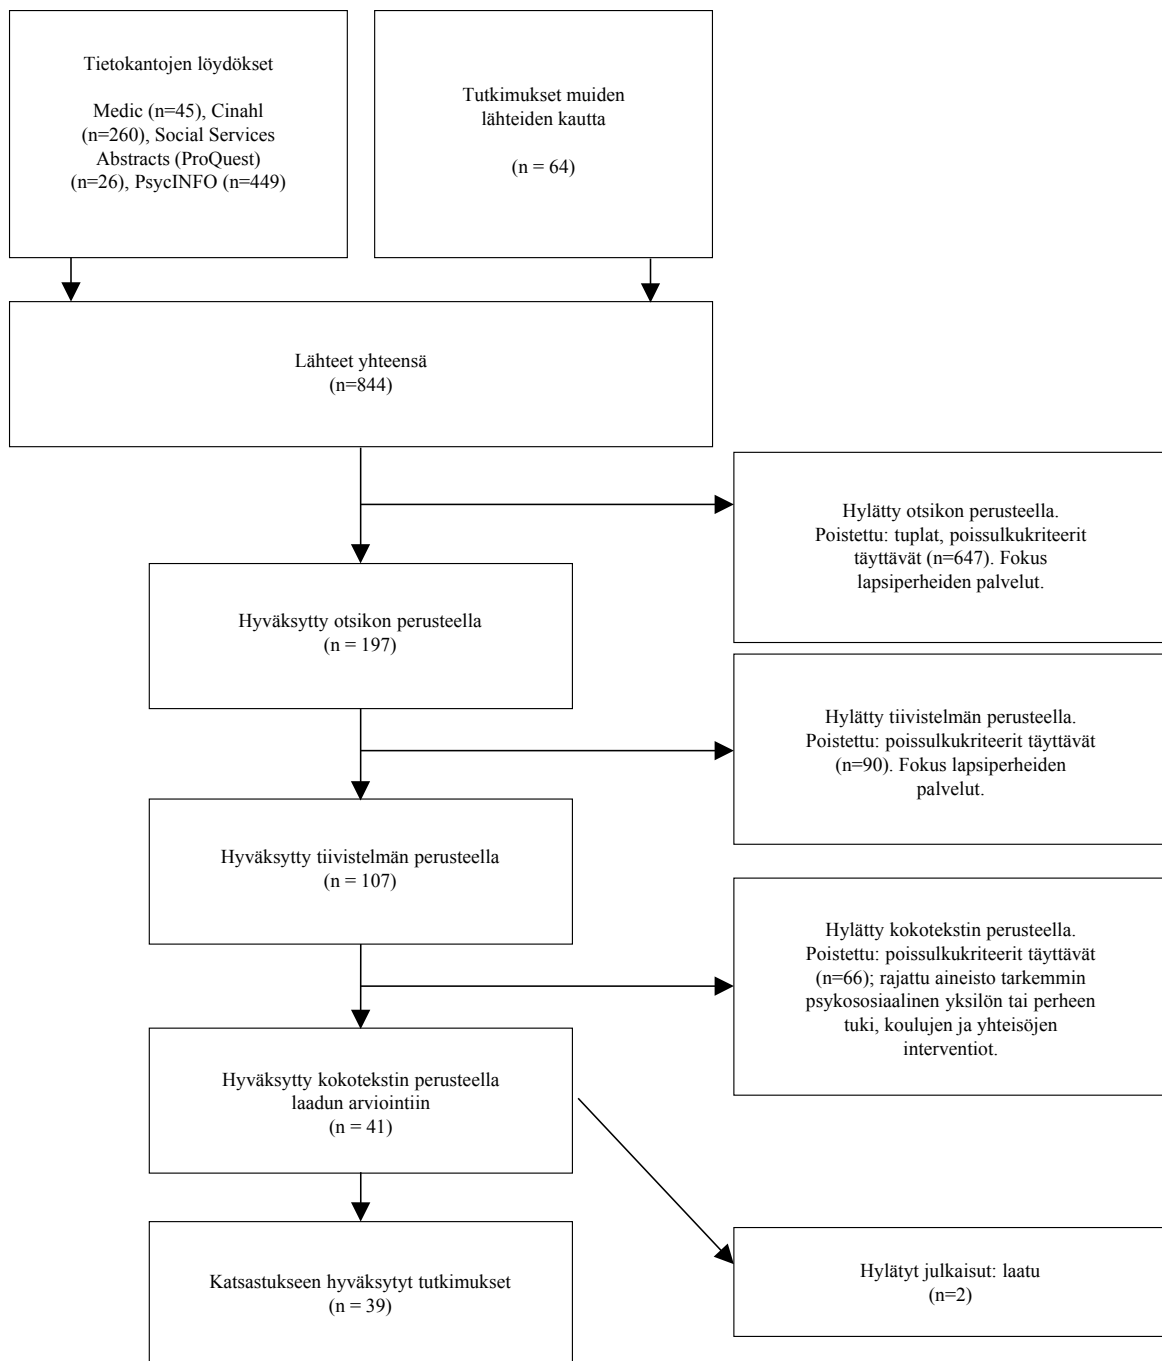 Tietokantojen löydökset
Medic (n=45), Cinahl
(n=260), Social Services
Abstracts (ProQuest)
(n=26), PsycINFO (n=449)
Tutkimukset muiden
lähteiden kautta
(n = 64)
Lähteet yhteensä
(n=844)
Hylätty otsikon perusteella.
Poistettu: tuplat, poissulkukriteerit
täyttävät (n=647). Fokus
lapsiperheiden palvelut.
Hyväksytty otsikon perusteella
(n = 197)
Hylätty tiivistelmän perusteella.
Poistettu: poissulkukriteerit täyttävät
(n=90). Fokus lapsiperheiden
palvelut.
Hyväksytty tiivistelmän perusteella
(n = 107)
Hylätty kokotekstin perusteella.
Poistettu: poissulkukriteerit täyttävät
(n=66); rajattu aineisto tarkemmin
psykososiaalinen yksilön tai perheen
tuki, koulujen ja yhteisöjen
interventiot.
Hyväksytty kokotekstin perusteella
laadun arviointiin
(n = 41)
Katsastukseen hyväksytyt tutkimukset
(n = 39)
Hylätyt julkaisut: laatu
(n=2)